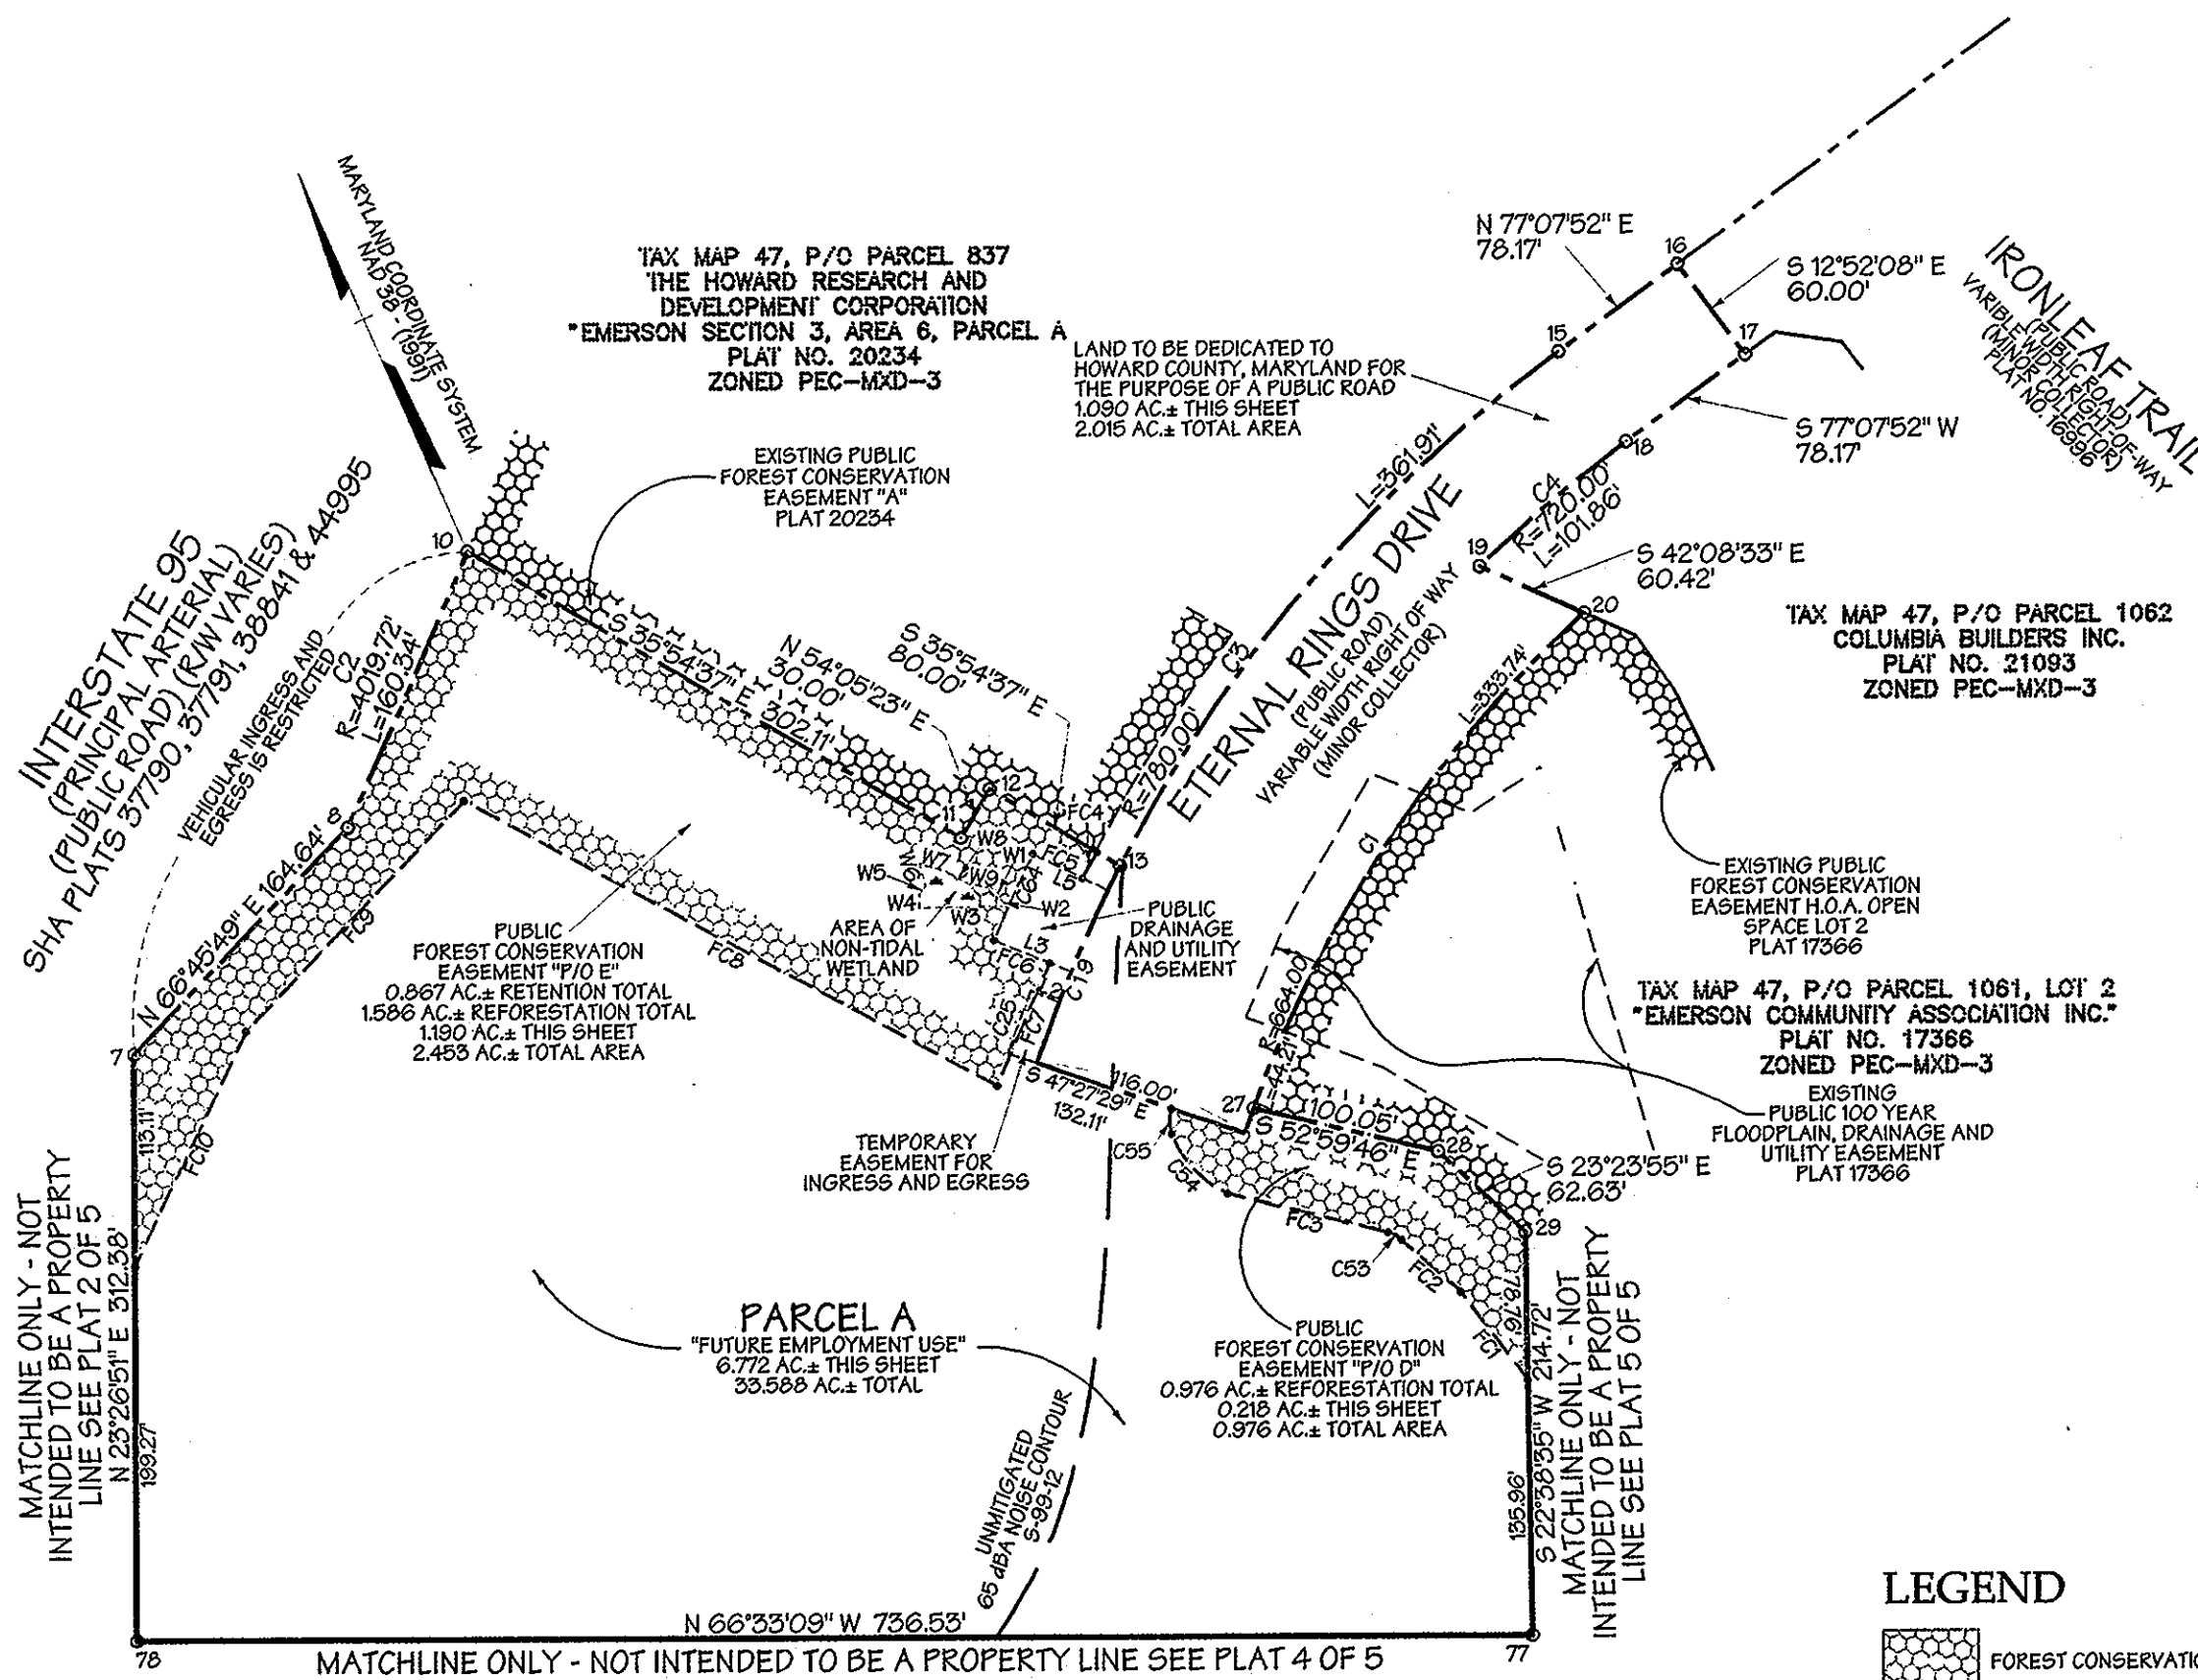 MARYLAND COORDINATE SYSTEM
NAD 38 - (1991)
TAX MAP 47, P/O PARCEL 837
THE HOWARD RESEARCH AND
DEVELOPMENT CORPORATION
"EMERSON SECTION 3, AREA 6, PARCEL A
PLAT NO. 20234
ZONED PEC-MXD-3
LAND TO BE DEDICATED TO
HOWARD COUNTY, MARYLAND FOR
THE PURPOSE OF A PUBLIC ROAD
1.090 AC.± THIS SHEET
2.015 AC.± TOTAL AREA
N 77°07'52" E
78.17'
16
S 12°52'08" E
60.00'
15
17
S 77°07'52" W
78.17'
18
IRONLEAF TRAIL
(PUBLIC ROAD)
VARIBLE WIDTH RIGHT-OF-WAY
(MINOR COLLECTOR)
PLAT NO. 16996
EXISTING PUBLIC
FOREST CONSERVATION
EASEMENT "A"
PLAT 20234
L=361.91'
C4
R=720.00'
L=101.86'
19
S 42°08'33" E
60.42'
20
ETERNAL RINGS DRIVE
(PUBLIC ROAD)
VARIABLE WIDTH RIGHT OF WAY
(MINOR COLLECTOR)
C3
R=780.00'
TAX MAP 47, P/O PARCEL 1062
COLUMBIA BUILDERS INC.
PLAT NO. 21093
ZONED PEC-MXD-3
INTERSTATE 95
(PRINCIPAL ARTERIAL)
(PUBLIC ROAD) (R/W VARIES)
SHA PLATS 37790, 37791, 38841 & 44995
VEHICULAR INGRESS AND
EGRESS IS RESTRICTED
10
C2
R=4019.72'
L=160.34'
S 35°54'37" E 302.11'
N 54°05'23" E
30.00'
S 35°54'37" E
80.00'
L=333.74'
C1
R=664.00'
L=44.21'
8
N 66°45'49" E 164.64'
7
11
12
13
FC4
FC5
L5
W8
W1
W7
W6
W9
W5
W4
W3
W2
C64
L3
FC6
L2
C19
C25
FC7
FC8
FC9
FC10
AREA OF
NON-TIDAL
WETLAND
PUBLIC
DRAINAGE
AND UTILITY
EASEMENT
PUBLIC
FOREST CONSERVATION
EASEMENT "P/O E"
0.867 AC.± RETENTION TOTAL
1.586 AC.± REFORESTATION TOTAL
1.190 AC.± THIS SHEET
2.453 AC.± TOTAL AREA
EXISTING PUBLIC
FOREST CONSERVATION
EASEMENT H.O.A. OPEN
SPACE LOT 2
PLAT 17366
TAX MAP 47, P/O PARCEL 1061, LOT 2
"EMERSON COMMUNITY ASSOCIATION INC."
PLAT NO. 17366
ZONED PEC-MXD-3
EXISTING
PUBLIC 100 YEAR
FLOODPLAIN, DRAINAGE AND
UTILITY EASEMENT
PLAT 17366
S 47°27'29" E
132.11'
116.00'
27
100.05'
S 52°59'46" E
28
S 23°23'55" E
62.63'
29
TEMPORARY
EASEMENT FOR
INGRESS AND EGRESS
C55
C54
FC3
C53
FC2
FC1
78.76'
MATCHLINE ONLY - NOT
INTENDED TO BE A PROPERTY
LINE SEE PLAT 2 OF 5
N 23°26'51" E 312.38'
113.11'
199.27'
PARCEL A
"FUTURE EMPLOYMENT USE"
6.772 AC.± THIS SHEET
33.588 AC.± TOTAL
PUBLIC
FOREST CONSERVATION
EASEMENT "P/O D"
0.976 AC.± REFORESTATION TOTAL
0.218 AC.± THIS SHEET
0.976 AC.± TOTAL AREA
UNMITIGATED
65 dBA NOISE CONTOUR
S-99-12
135.96'
S 22°38'35" W 214.72'
MATCHLINE ONLY - NOT
INTENDED TO BE A PROPERTY
LINE SEE PLAT 5 OF 5
N 66°33'09" W 736.53'
78
77
MATCHLINE ONLY - NOT INTENDED TO BE A PROPERTY LINE SEE PLAT 4 OF 5
LEGEND
FOREST CONSERVATIO